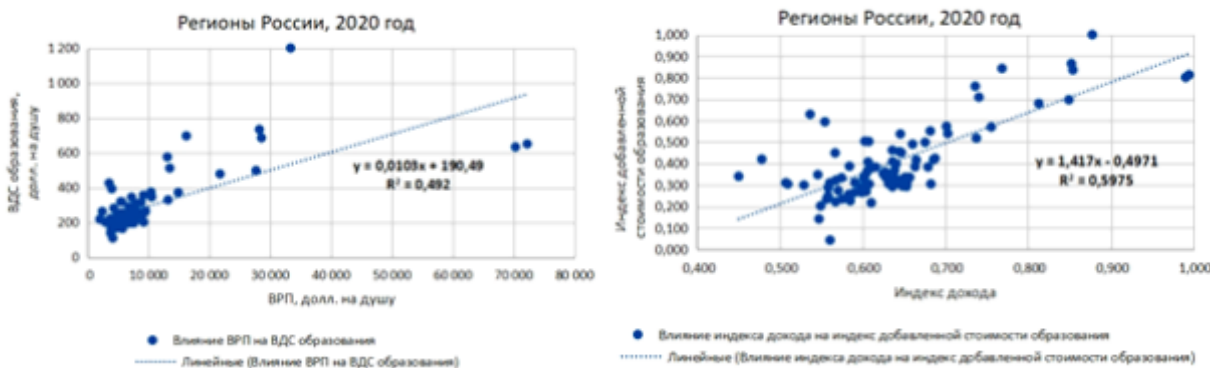 Регионы России, 2020 год
ВДС образования,
долл. на душу
1 200
1 000
800
600
400
200
0
y = 0,0103x + 190,49
R² = 0,492
0 10 000 20 000 30 000 40 000 50 000 60 000 70 000 80 000
ВРП, долл. на душу
Влияние ВРП на ВДС образования
Линейные (Влияние ВРП на ВДС образования)
Регионы России, 2020 год
Индекс добавленной
стоимости образования
1,000
0,900
0,800
0,700
0,600
0,500
0,400
0,300
0,200
0,100
0,000
y = 1,417x - 0,4971
R² = 0,5975
0,400 0,500 0,600 0,700 0,800 0,900 1,000
Индекс дохода
Влияние индекса дохода на индекс добавленной стоимости образования
Линейные (Влияние индекса дохода на индекс добавленной стоимости образования)